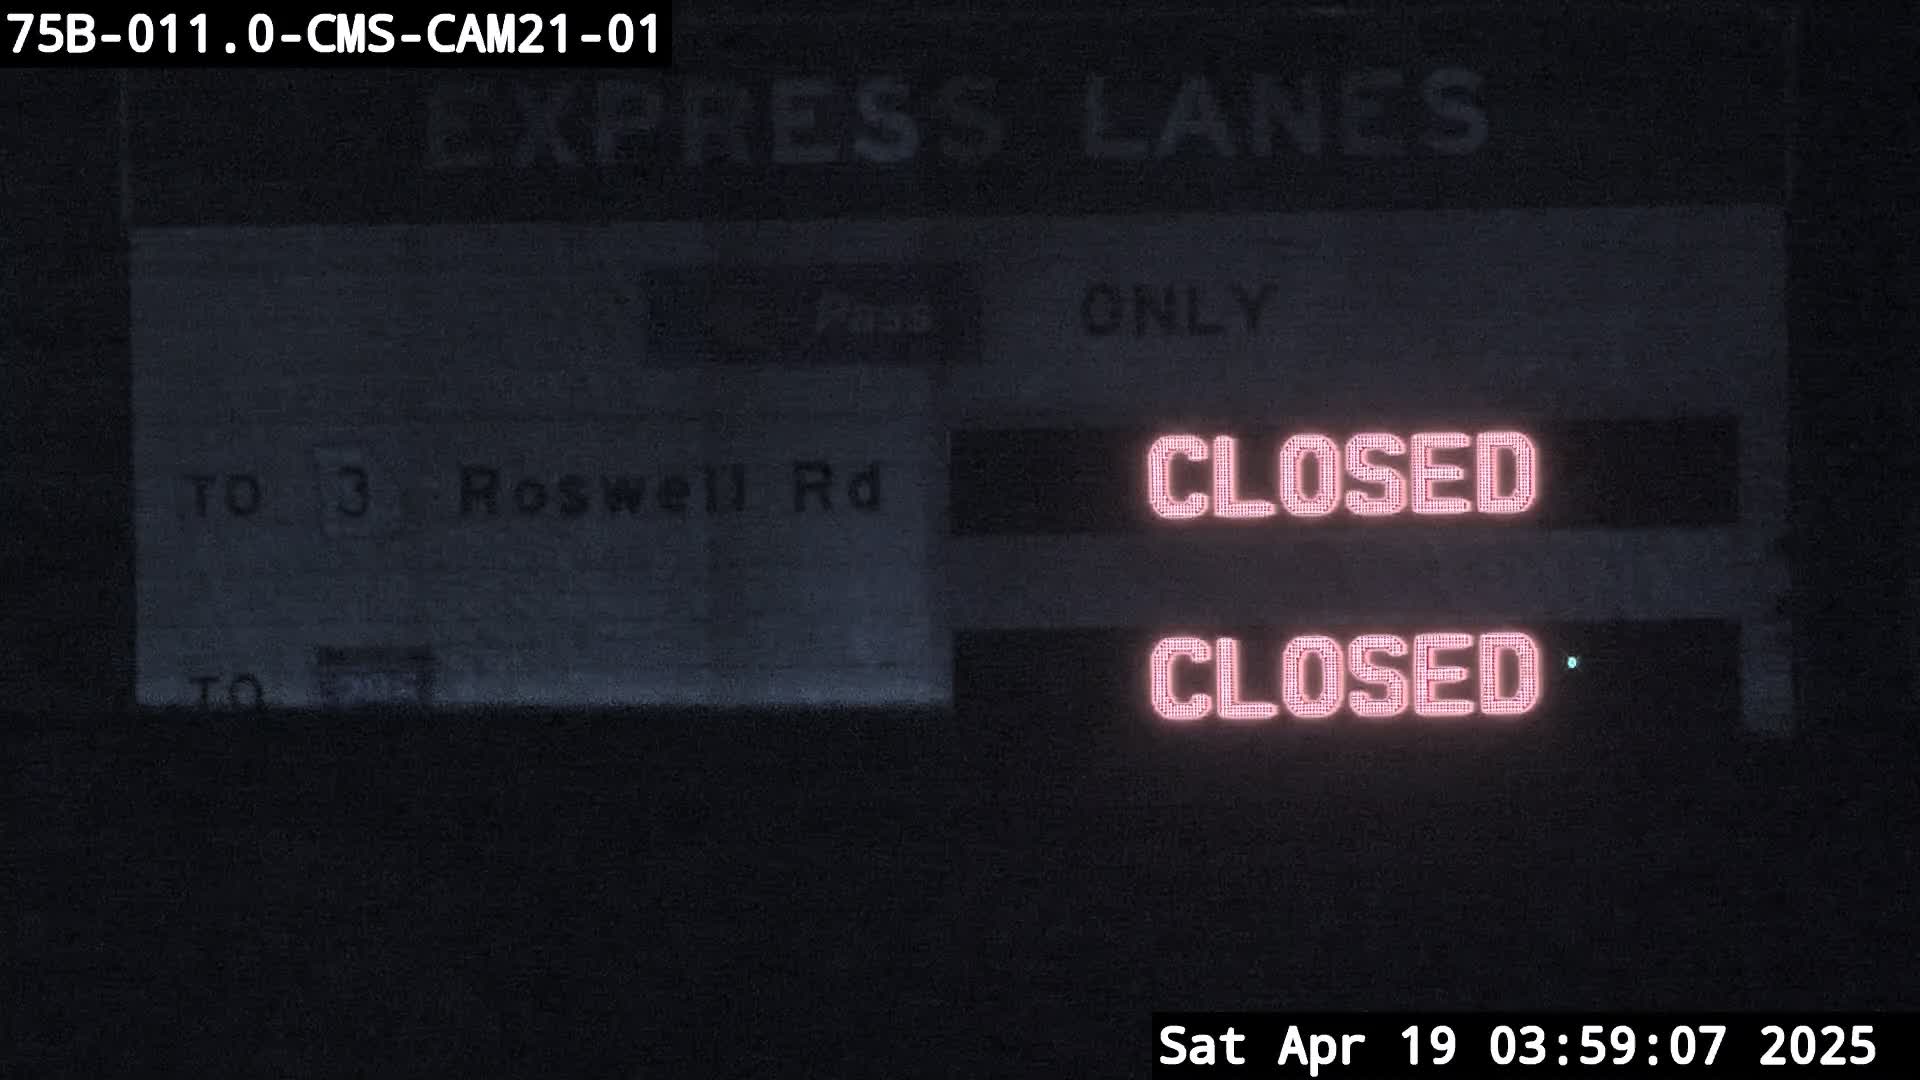 75B-011.0-CMS-CAM21-01
EXPRESS LANES
Pass ONLY
TO 3 Roswell Rd CLOSED
TO CLOSED
Sat Apr 19 03:59:07 2025